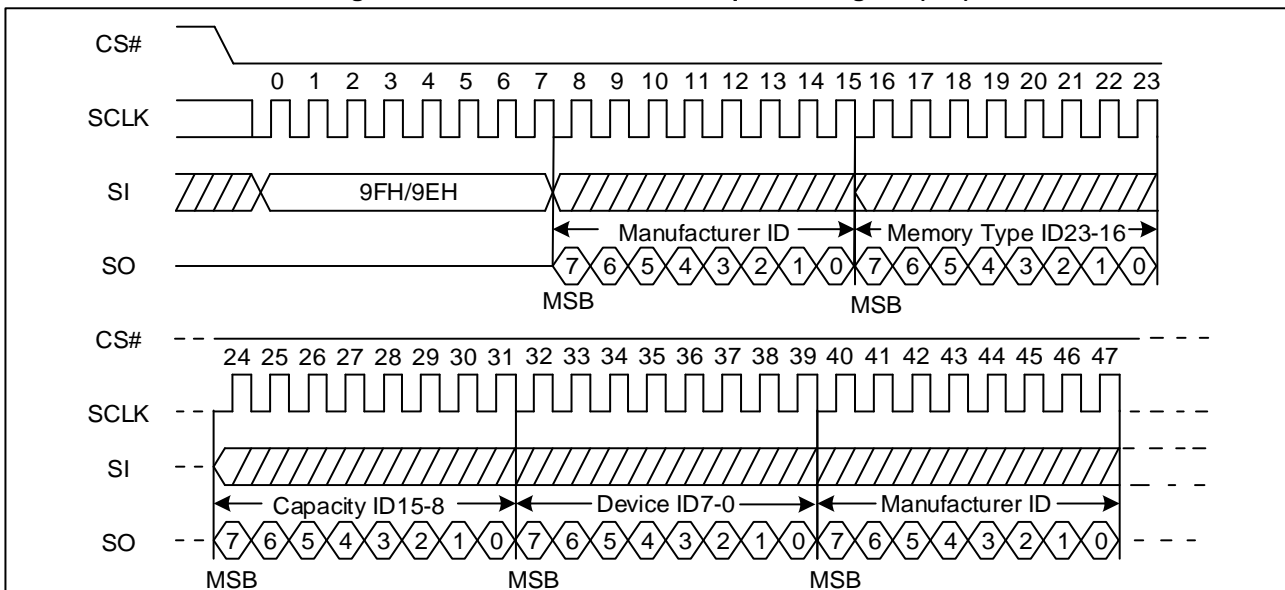 CS#
0 1 2 3 4 5 6 7 8 9 10 11 12 13 14 15 16 17 18 19 20 21 22 23
SCLK
SI 9FH/9EH
Manufacturer ID Memory Type ID23-16
SO 7 6 5 4 3 2 1 0 7 6 5 4 3 2 1 0
MSB MSB
CS#
24 25 26 27 28 29 30 31 32 33 34 35 36 37 38 39 40 41 42 43 44 45 46 47
SCLK
SI
Capacity ID15-8 Device ID7-0 Manufacturer ID
SO 7 6 5 4 3 2 1 0 7 6 5 4 3 2 1 0 7 6 5 4 3 2 1 0
MSB MSB MSB